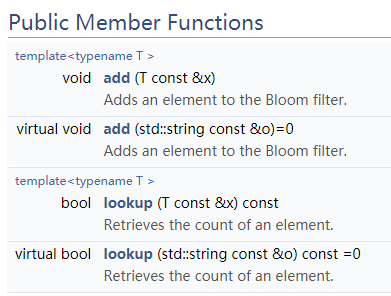 Public Member Functions
template<typename T >
void add (T const &x)
Adds an element to the Bloom filter.
virtual void add (std::string const &o)=0
Adds an element to the Bloom filter.
template<typename T >
bool lookup (T const &x) const
Retrieves the count of an element.
virtual bool lookup (std::string const &o) const =0
Retrieves the count of an element.